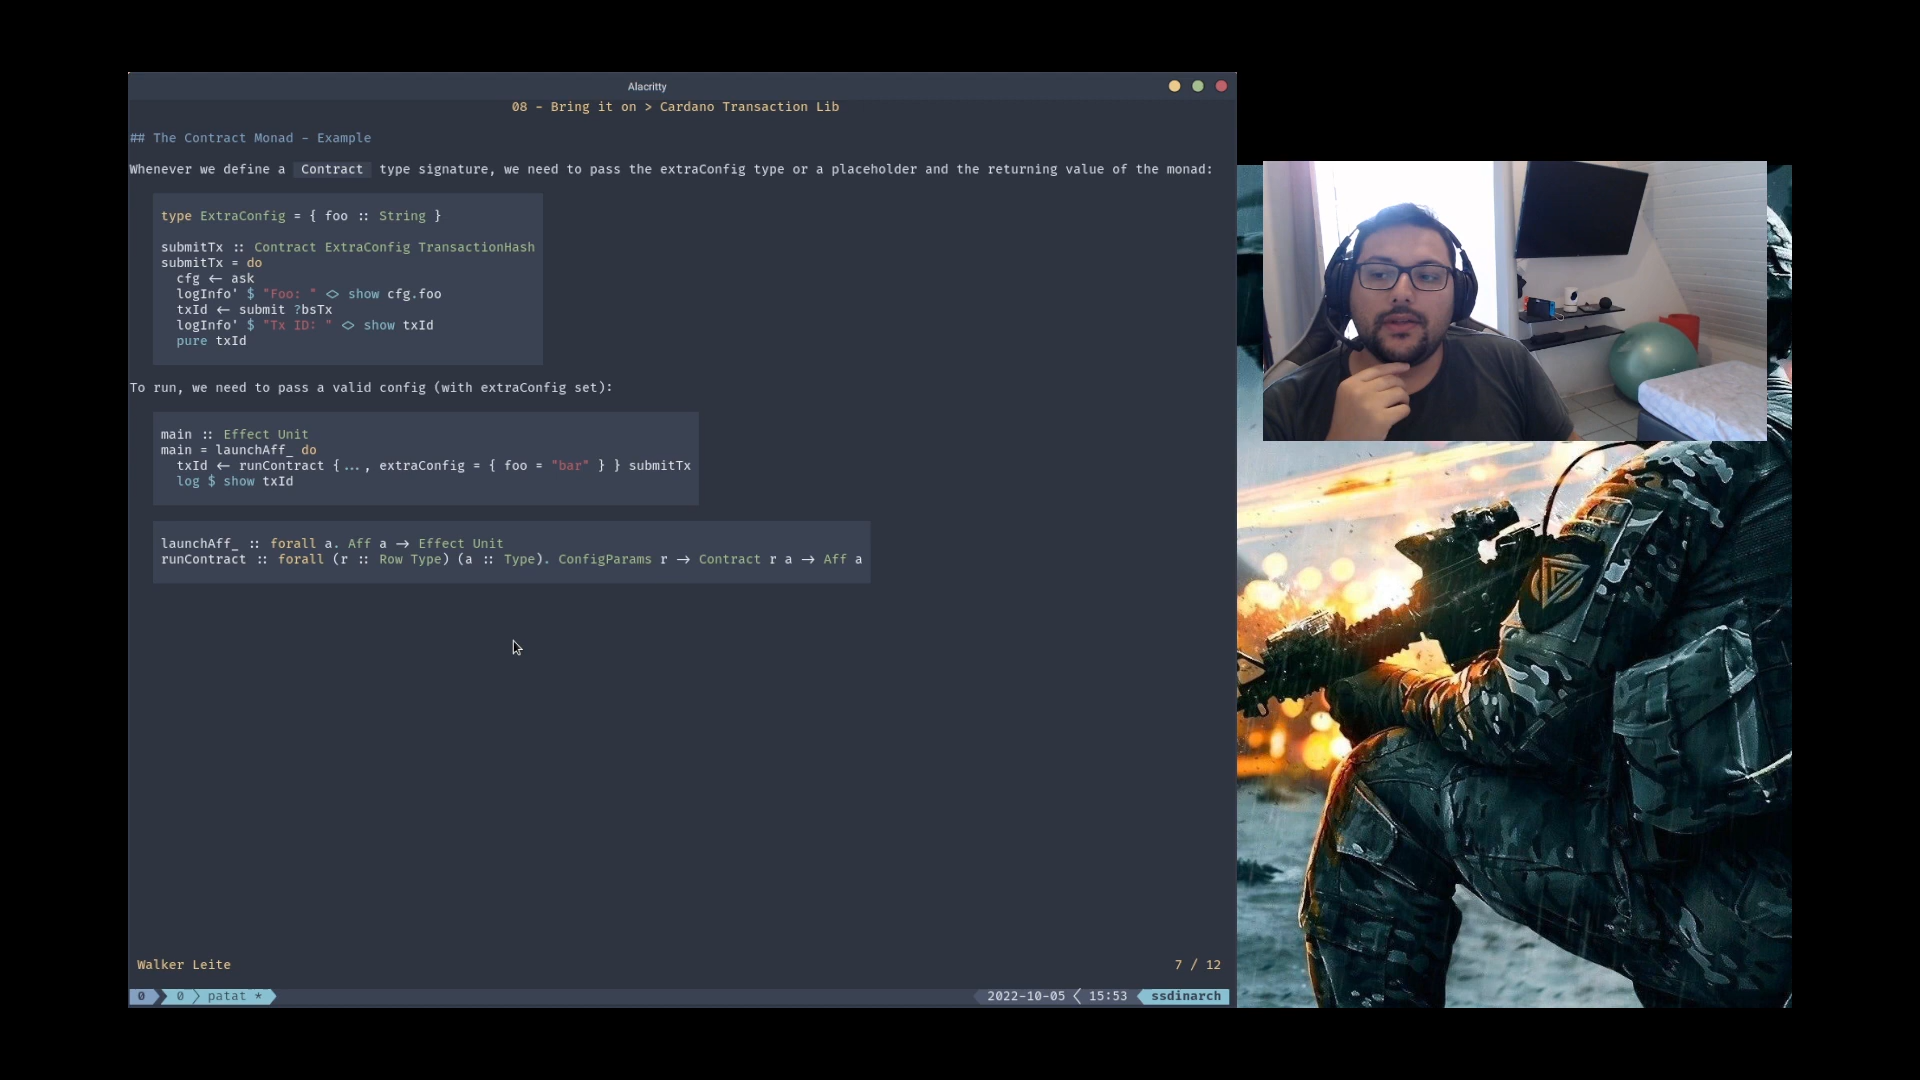 Alacritty
08 - Bring it on > Cardano Transaction Lib
## The Contract Monad - Example
Whenever we define a Contract type signature, we need to pass the extraConfig type or a placeholder and the returning value of the monad:
type ExtraConfig = { foo :: String }
submitTx :: Contract ExtraConfig TransactionHash
submitTx = do
cfg <- ask
logInfo' $ "Foo: " <> show cfg.foo
txId <- submit ?bsTx
logInfo' $ "Tx ID: " <> show txId
pure txId
To run, we need to pass a valid config (with extraConfig set):
main :: Effect Unit
main = launchAff_ do
txId <- runContract {..., extraConfig = { foo = "bar" } } submitTx
log $ show txId
launchAff_ :: forall a. Aff a -> Effect Unit
runContract :: forall (r :: Row Type) (a :: Type). ConfigParams r -> Contract r a -> Aff a
Walker Leite
7 / 12
0 0 patat *
2022-10-05 15:53 ssdinarch